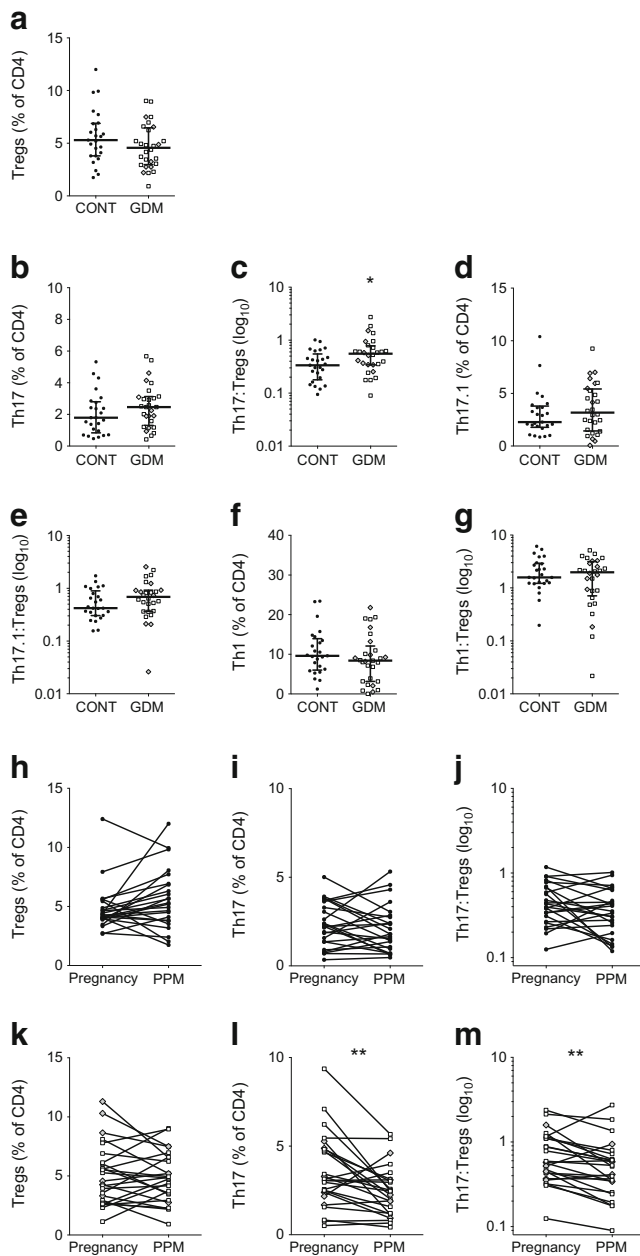 a
Tregs (% of CD4)
15
10
5
0
CONT GDM
b
Th17 (% of CD4)
10
8
6
4
2
0
CONT GDM
c
Th17:Tregs (log10)
10
1
0.1
0.01
*
CONT GDM
d
Th17.1 (% of CD4)
15
10
5
0
CONT GDM
e
Th17.1:Tregs (log10)
10
1
0.1
0.01
CONT GDM
f
Th1 (% of CD4)
40
30
20
10
0
CONT GDM
g
Th1:Tregs (log10)
10
1
0.1
0.01
CONT GDM
h
Tregs (% of CD4)
15
10
5
0
Pregnancy PPM
i
Th17 (% of CD4)
10
5
0
Pregnancy PPM
j
Th17:Tregs (log10)
10
1
0.1
Pregnancy PPM
k
Tregs (% of CD4)
15
10
5
0
Pregnancy PPM
l
Th17 (% of CD4)
10
5
0
**
Pregnancy PPM
m
Th17:Tregs (log10)
10
1
0.1
**
Pregnancy PPM